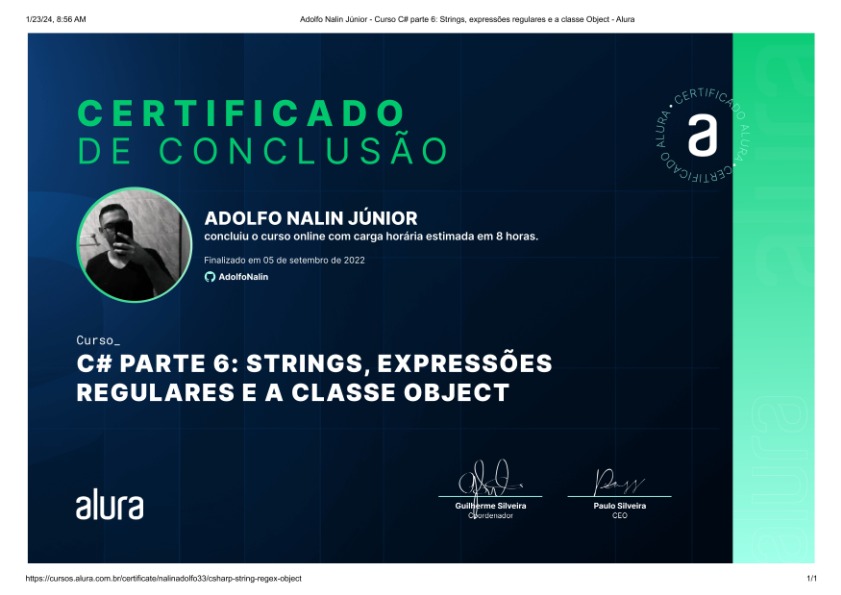 1/23/24, 8:56 AM
Adolfo Nalin Júnior - Curso C# parte 6: Strings, expressões regulares e a classe Object - Alura
CERTIFICADO
DE CONCLUSÃO
CERTIFICADO ALURA • CERTIFICADO ALURA •
a
alura
ADOLFO NALIN JÚNIOR
concluiu o curso online com carga horária estimada em 8 horas.
Finalizado em 05 de setembro de 2022
AdolfoNalin
Curso_
C# PARTE 6: STRINGS, EXPRESSÕES
REGULARES E A CLASSE OBJECT
alura
Guilherme Silveira
Coordenador
Paulo Silveira
CEO
alura
https://cursos.alura.com.br/certificate/nalinadolfo33/csharp-string-regex-object
1/1